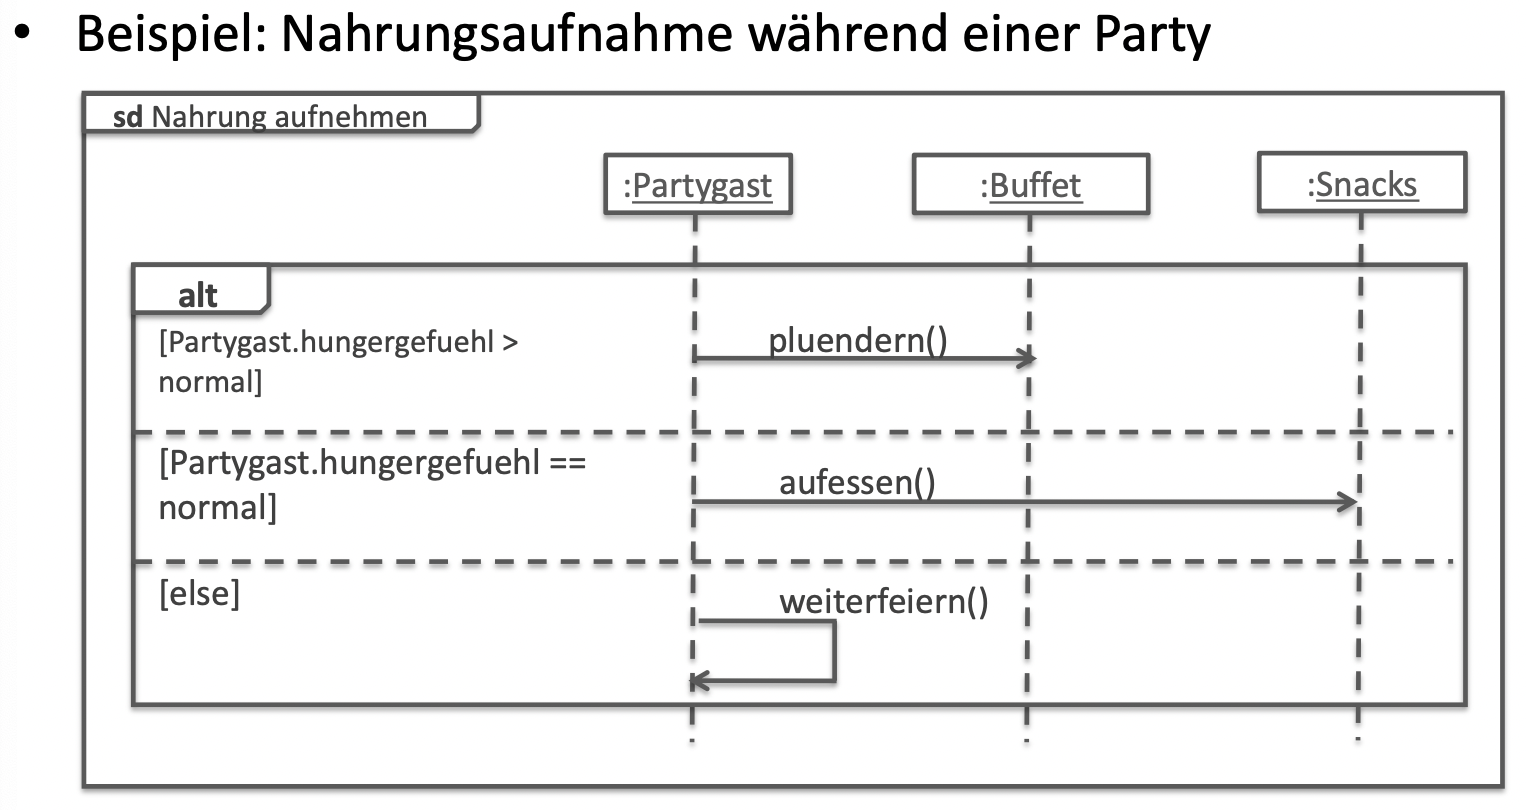 • Beispiel: Nahrungsaufnahme während einer Party
sd Nahrung aufnehmen
:Partygast
:Buffet
:Snacks
alt
[Partygast.hungergefuehl >
normal]
pluendern()
[Partygast.hungergefuehl ==
normal]
aufessen()
[else]
weiterfeiern()